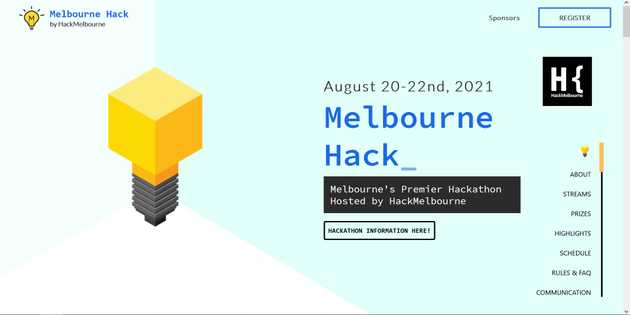 Melbourne Hack
by HackMelbourne
M
Sponsors
REGISTER
August 20-22nd, 2021
Melbourne
Hack_
Melbourne's Premier Hackathon
Hosted by HackMelbourne
HACKATHON INFORMATION HERE!
H{
HackMelbourne
ABOUT
STREAMS
PRIZES
HIGHLIGHTS
SCHEDULE
RULES & FAQ
COMMUNICATION